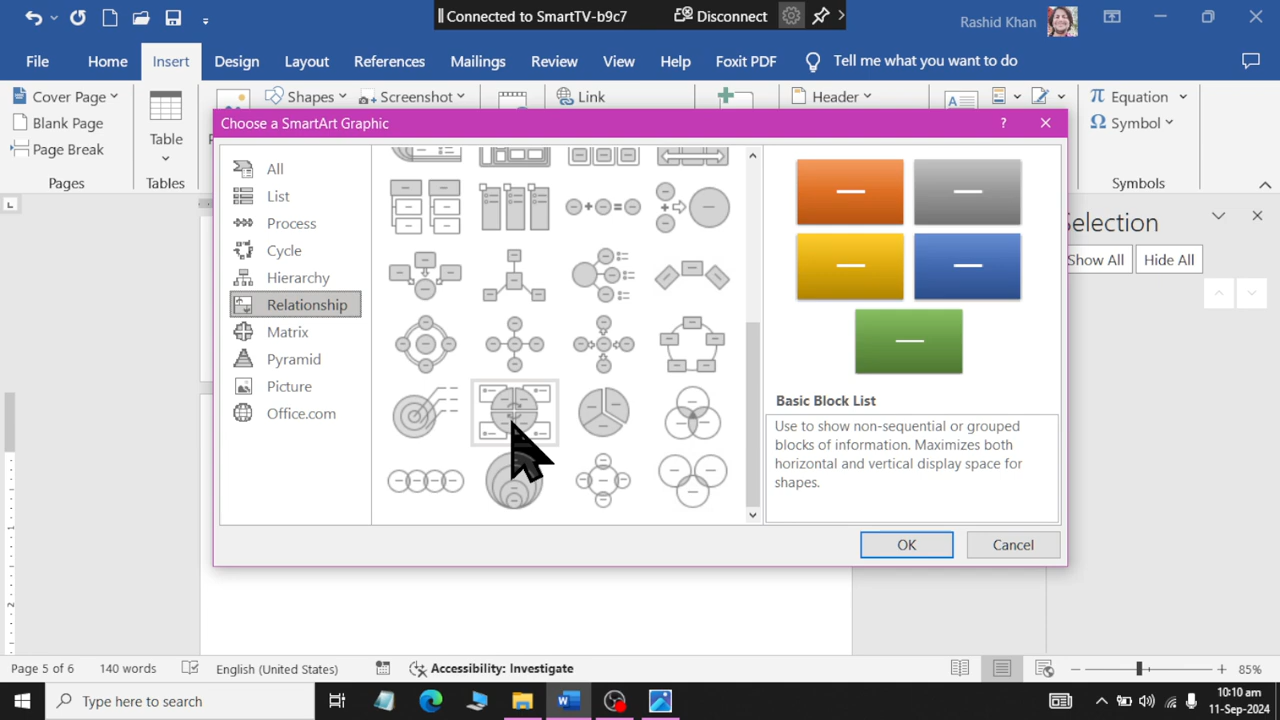 Connected to SmartTV-b9c7 Disconnect
Rashid Khan
File Home Insert Design Layout References Mailings Review View Help Foxit PDF Tell me what you want to do
Cover Page Shapes Screenshot Link Header Equation
Blank Page Symbol
Page Break Table
Pages Tables Symbols
Choose a SmartArt Graphic ?
All
List
Process
Cycle
Hierarchy
Relationship
Matrix
Pyramid
Picture
Office.com
Basic Block List
Use to show non-sequential or grouped
blocks of information. Maximizes both
horizontal and vertical display space for
shapes.
OK Cancel
Selection
Show All Hide All
1
2
Page 5 of 6 140 words English (United States) Accessibility: Investigate 85%
Type here to search
10:10 am
11-Sep-2024